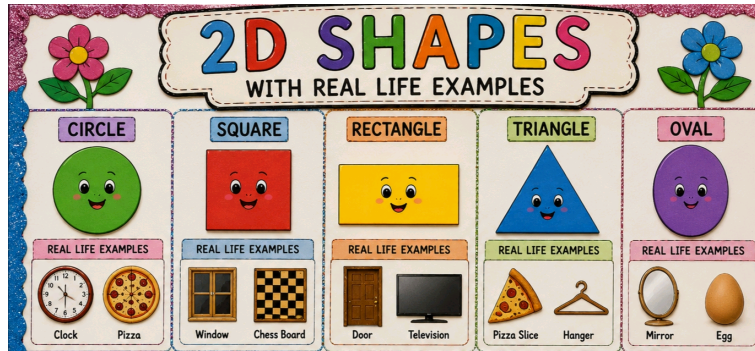 2D SHAPES
WITH REAL LIFE EXAMPLES
CIRCLE
REAL LIFE EXAMPLES
Clock
Pizza
SQUARE
REAL LIFE EXAMPLES
Window
Chess Board
RECTANGLE
REAL LIFE EXAMPLES
Door
Television
TRIANGLE
REAL LIFE EXAMPLES
Pizza Slice
Hanger
OVAL
REAL LIFE EXAMPLES
Mirror
Egg